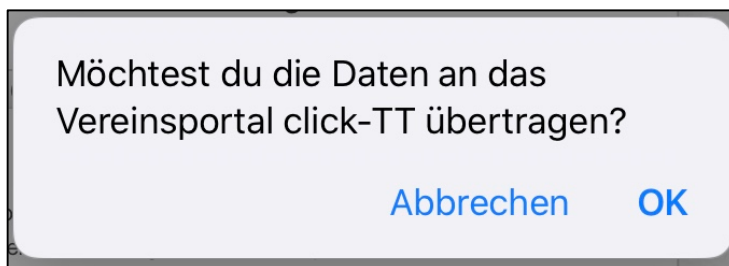 Möchtest du die Daten an das
Vereinsportal click-TT übertragen?
Abbrechen OK